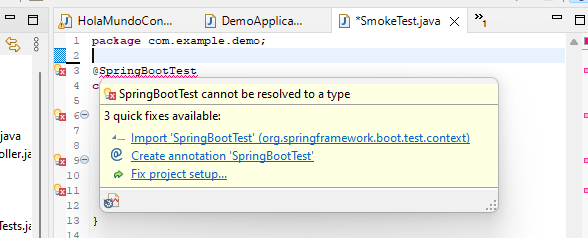 HolaMundoCon...
DemoApplica...
*SmokeTest.java
»1
1 package com.example.demo;
2
3 @SpringBootTest
4 c
SpringBootTest cannot be resolved to a type
3 quick fixes available:
Import 'SpringBootTest' (org.springframework.boot.test.context)
@ Create annotation 'SpringBootTest'
Fix project setup...
6
java
8
oller.ja
9
11
12
13 }
Tests.ja
14